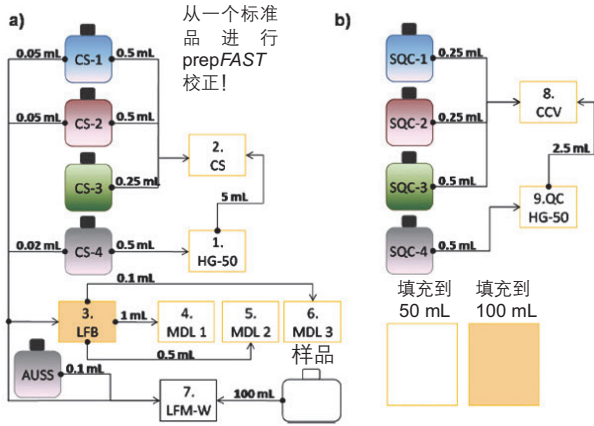 a)
从一个标准
品进行
prepFAST
校正！
0.05 mL
CS-1
0.5 mL
0.05 mL
CS-2
0.5 mL
2.
CS
CS-3
0.25 mL
5 mL
0.02 mL
CS-4
0.5 mL
1.
HG-50
0.1 mL
3.
LFB
1 mL
4.
MDL 1
5.
MDL 2
6.
MDL 3
0.5 mL
样品
AUSS
0.1 mL
7.
LFM-W
100 mL
b)
SQC-1
0.25 mL
SQC-2
0.25 mL
8.
CCV
SQC-3
0.5 mL
2.5 mL
9.QC
HG-50
SQC-4
0.5 mL
填充到
50 mL
填充到
100 mL